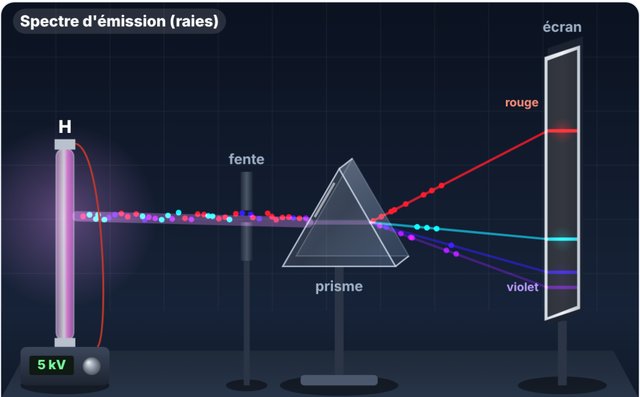 Spectre d'émission (raies)
écran
rouge
H
fente
prisme
violet
5 kV